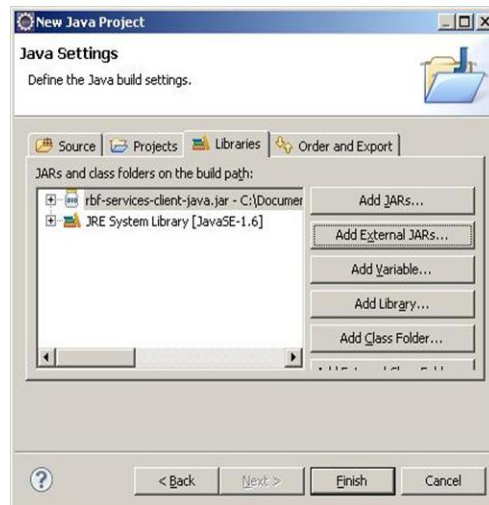 New Java Project
Java Settings
Define the Java build settings.
Source
Projects
Libraries
Order and Export
JARs and class folders on the build path:
rbf-services-client-java.jar - C:\Documer
JRE System Library [JavaSE-1.6]
Add JARs...
Add External JARs...
Add Variable...
Add Library...
Add Class Folder...
?
< Back
Next >
Finish
Cancel